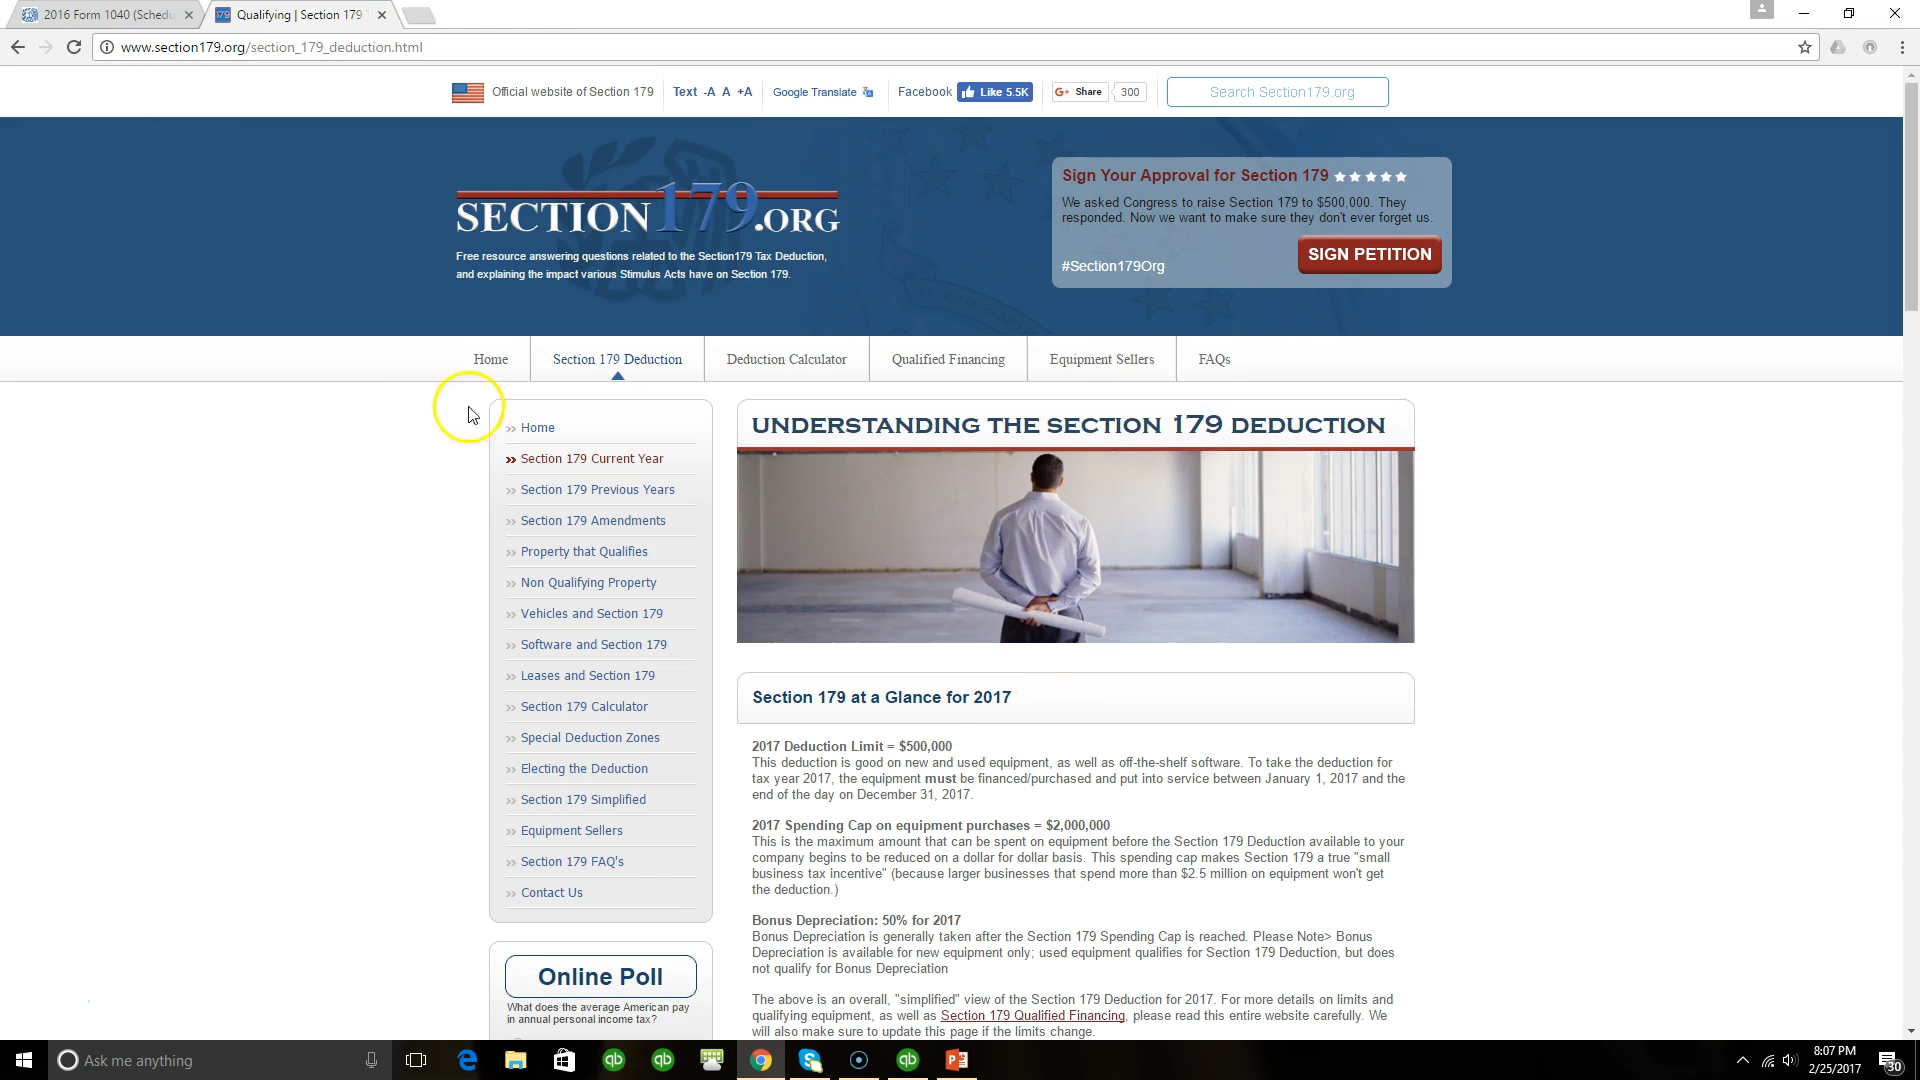 2016 Form 1040 (Schedu
Qualifying | Section 179
www.section179.org/section_179_deduction.html
Official website of Section 179
Text -A A +A
Google Translate
Facebook
Like 5.5K
G+ Share
300
Search Section179.org
SECTION179.ORG
Free resource answering questions related to the Section179 Tax Deduction,
and explaining the impact various Stimulus Acts have on Section 179.
Sign Your Approval for Section 179
We asked Congress to raise Section 179 to $500,000. They
responded. Now we want to make sure they don't ever forget us.
#Section179Org
SIGN PETITION
Home
Section 179 Deduction
Deduction Calculator
Qualified Financing
Equipment Sellers
FAQs
Home
Section 179 Current Year
Section 179 Previous Years
Section 179 Amendments
Property that Qualifies
Non Qualifying Property
Vehicles and Section 179
Software and Section 179
Leases and Section 179
Section 179 Calculator
Special Deduction Zones
Electing the Deduction
Section 179 Simplified
Equipment Sellers
Section 179 FAQ's
Contact Us
Online Poll
What does the average American pay
in annual personal income tax?
UNDERSTANDING THE SECTION 179 DEDUCTION
Section 179 at a Glance for 2017
2017 Deduction Limit = $500,000
This deduction is good on new and used equipment, as well as off-the-shelf software. To take the deduction for
tax year 2017, the equipment must be financed/purchased and put into service between January 1, 2017 and the
end of the day on December 31, 2017.
2017 Spending Cap on equipment purchases = $2,000,000
This is the maximum amount that can be spent on equipment before the Section 179 Deduction available to your
company begins to be reduced on a dollar for dollar basis. This spending cap makes Section 179 a true "small
business tax incentive" (because larger businesses that spend more than $2.5 million on equipment won't get
the deduction.)
Bonus Depreciation: 50% for 2017
Bonus Depreciation is generally taken after the Section 179 Spending Cap is reached. Please Note> Bonus
Depreciation is available for new equipment only; used equipment qualifies for Section 179 Deduction, but does
not qualify for Bonus Depreciation
The above is an overall, "simplified" view of the Section 179 Deduction for 2017. For more details on limits and
qualifying equipment, as well as Section 179 Qualified Financing, please read this entire website carefully. We
will also make sure to update this page if the limits change.
Ask me anything
8:07 PM
2/25/2017
30